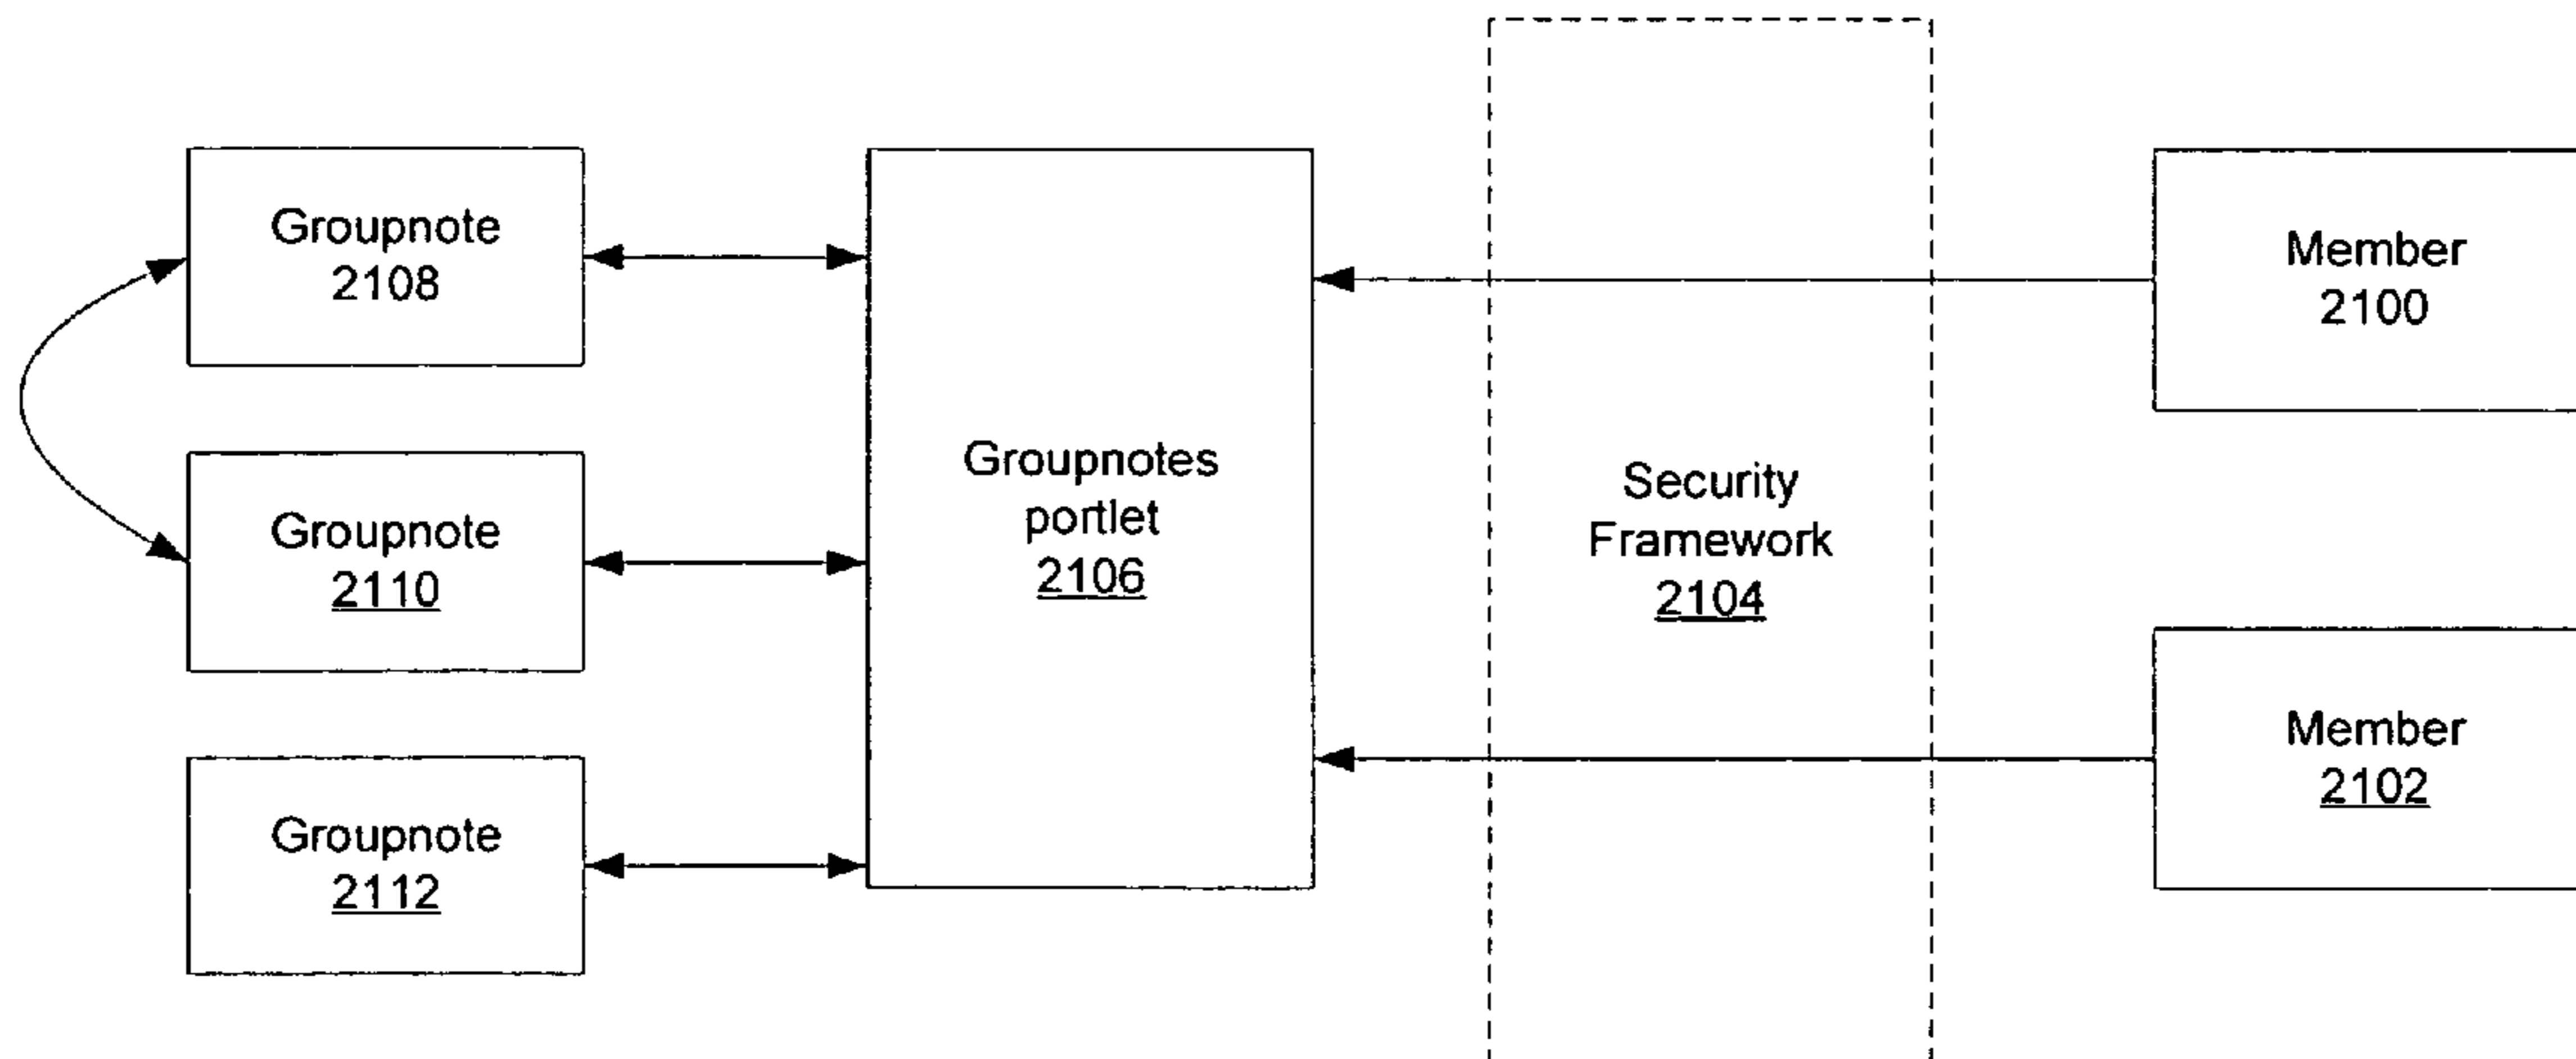 Groupnote
2108
Groupnote
2110
Groupnote
2112
Groupnotes
portlet
2106
Security
Framework
2104
Member
2100
Member
2102